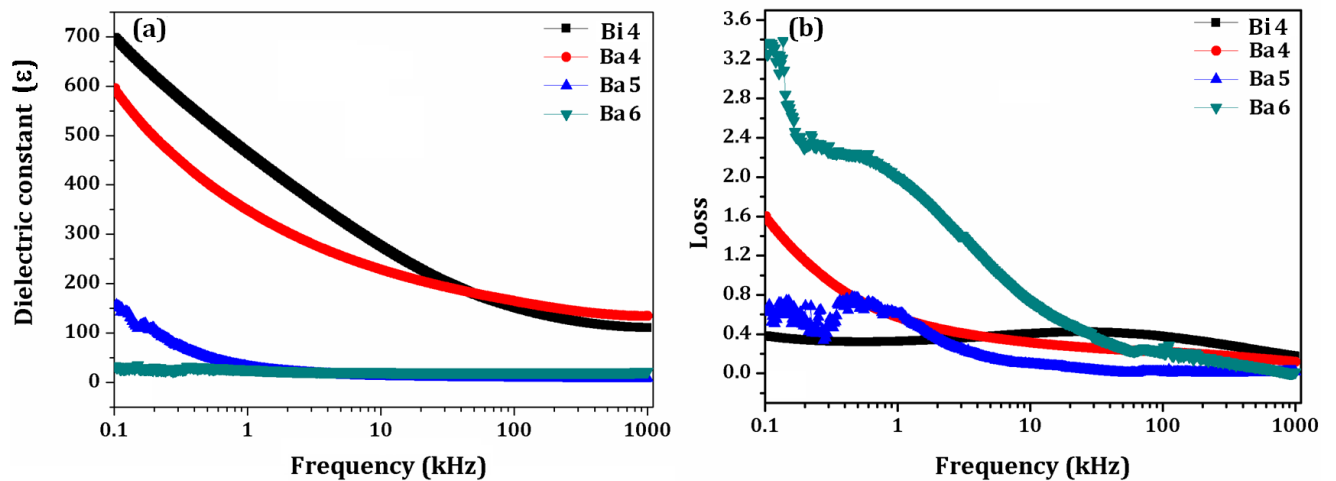 (a)
Bi 4
Ba 4
Ba 5
Ba 6
Dielectric constant (ε)
700
600
500
400
300
200
100
0
0.1 1 10 100 1000
Frequency (kHz)
(b)
Bi 4
Ba 4
Ba 5
Ba 6
Loss
3.6
3.2
2.8
2.4
2.0
1.6
1.2
0.8
0.4
0.0
0.1 1 10 100 1000
Frequency (kHz)